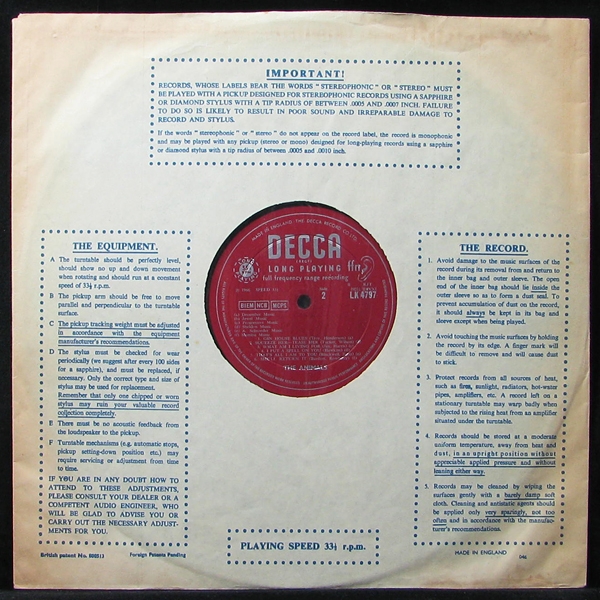 IMPORTANT!
RECORDS, WHOSE LABELS BEAR THE WORDS "STEREOPHONIC" OR "STEREO" MUST
BE PLAYED WITH A PICKUP DESIGNED FOR STEREOPHONIC RECORDS USING A SAPPHIRE
OR DIAMOND STYLUS WITH A TIP RADIUS OF BETWEEN .0005 AND .0007 INCH. FAILURE
TO DO SO IS LIKELY TO RESULT IN POOR SOUND AND IRREPARABLE DAMAGE TO
RECORD AND STYLUS.
If the words "stereophonic" or "stereo" do not appear on the record label, the record is monophonic
and may be played with any pickup (stereo or mono) designed for long-playing records using a sapphire
or diamond stylus with a tip radius of between .0005 and .0010 inch.
THE EQUIPMENT.
A The turntable should be perfectly level,
should show no up and down movement
when rotating and should run at a constant
speed of 33⅓ r.p.m.
B The pickup arm should be free to move
parallel and perpendicular to the turntable
surface.
C The pickup tracking weight must be adjusted
in accordance with the equipment
manufacturer's recommendations.
D The stylus must be checked for wear
periodically (we suggest after every 100 sides
for a sapphire), and must be replaced, if
necessary. Only the correct type and size of
stylus may be used for replacement.
Remember that only one chipped or worn
stylus may ruin your valuable record
collection completely.
E There must be no acoustic feedback from
the loudspeaker to the pickup.
F Turntable mechanisms (e.g. automatic stops,
pickup setting-down position etc.) may
require servicing or adjustment from time
to time.
IF YOU ARE IN ANY DOUBT HOW TO
ATTEND TO THESE ADJUSTMENTS,
PLEASE CONSULT YOUR DEALER OR A
COMPETENT AUDIO ENGINEER, WHO
WILL BE GLAD TO ADVISE YOU OR
CARRY OUT THE NECESSARY ADJUST-
MENTS FOR YOU.
British patent No.
Foreign Patents Pending
MADE IN ENGLAND · THE DECCA RECORD CO. LTD.
DECCA
LONG PLAYING
ffrr
full frequency range recording
SIDE
2
LK 4797
BIEM NCB MCPS
THE ANIMALS
PLAYING SPEED 33⅓ r.p.m.
THE RECORD.
1. Avoid damage to the music surfaces of the
record during its removal from and return to
the inner bag and outer sleeve. The open
end of the inner bag should lie inside the
outer sleeve so as to form a dust seal. To
prevent accumulation of dust on the record,
it should always be kept in its bag and
sleeve except when being played.
2. Avoid touching the music surfaces by holding
the record by its edge. A finger mark will
be difficult to remove and will cause dust
to stick.
3. Protect records from all sources of heat,
such as fires, sunlight, radiators, hot-water
pipes, amplifiers, etc. A record left on a
stationary turntable may warp badly when
subjected to the rising heat from an amplifier
situated under the turntable.
4. Records should be stored at a moderate
uniform temperature, away from heat and
dust, in an upright position without
appreciable applied pressure and without
leaning either way.
5. Records may be cleaned by wiping the
surfaces gently with a barely damp soft
cloth. Cleaning and antistatic agents should
be applied only very sparingly, not too
often and in accordance with the manufac-
turer's recommendations.
MADE IN ENGLAND